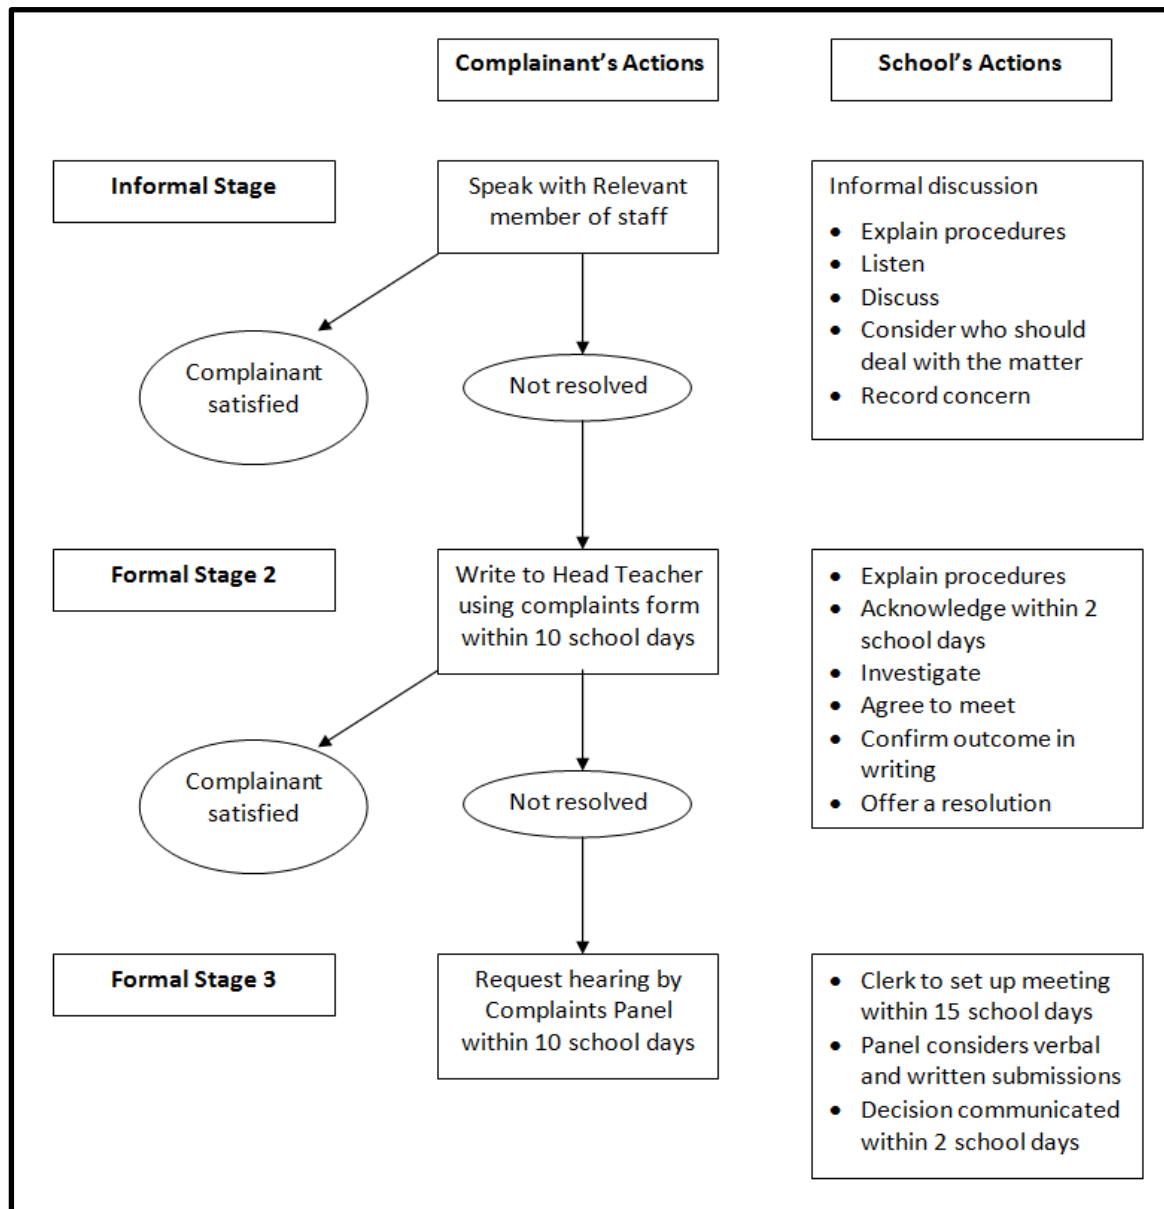 Complainant's Actions
School's Actions
Informal Stage
Speak with Relevant
member of staff
Informal discussion
• Explain procedures
• Listen
• Discuss
• Consider who should
deal with the matter
• Record concern
Complainant
satisfied
Not resolved
Formal Stage 2
Write to Head Teacher
using complaints form
within 10 school days
• Explain procedures
• Acknowledge within 2
school days
• Investigate
• Agree to meet
• Confirm outcome in
writing
• Offer a resolution
Complainant
satisfied
Not resolved
Formal Stage 3
Request hearing by
Complaints Panel
within 10 school days
• Clerk to set up meeting
within 15 school days
• Panel considers verbal
and written submissions
• Decision communicated
within 2 school days